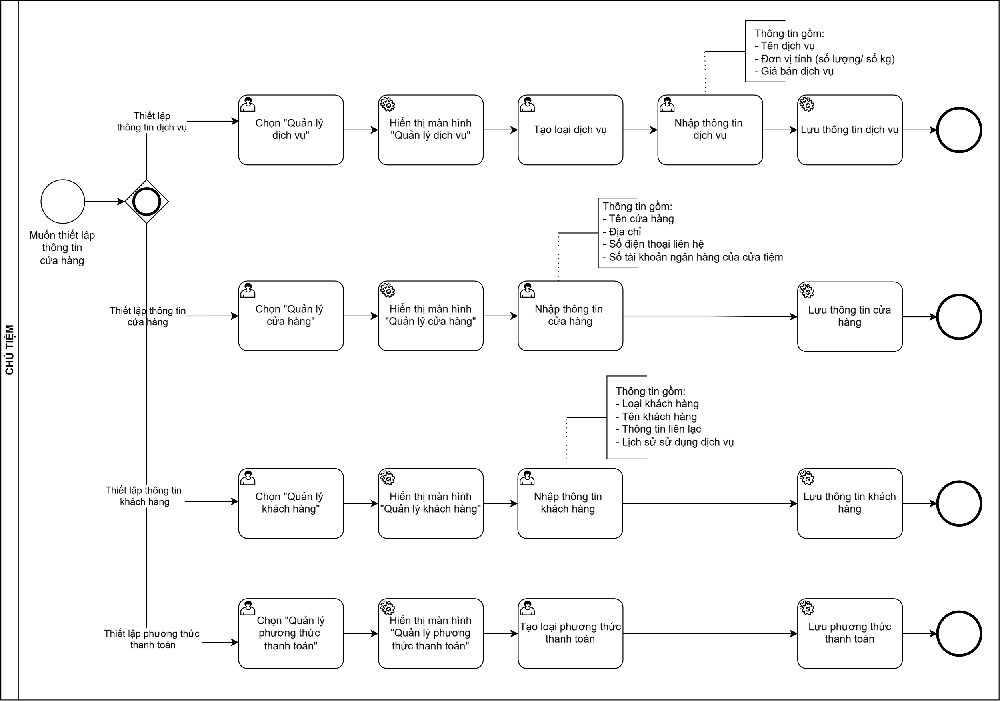 CHỦ TIỆM
Muốn thiết lập
thông tin
cửa hàng
Thiết lập
thông tin dịch vụ
Chọn "Quản lý
dịch vụ"
Hiển thị màn hình
"Quản lý dịch vụ"
Tạo loại dịch vụ
Nhập thông tin
dịch vụ
Thông tin gồm:
- Tên dịch vụ
- Đơn vị tính (số lượng/ số kg)
- Giá bán dịch vụ
Lưu thông tin dịch vụ
Thiết lập thông tin
cửa hàng
Chọn "Quản lý
cửa hàng"
Hiển thị màn hình
"Quản lý cửa hàng"
Nhập thông tin
cửa hàng
Thông tin gồm:
- Tên cửa hàng
- Địa chỉ
- Số điện thoại liên hệ
- Số tài khoản ngân hàng của cửa tiệm
Lưu thông tin cửa
hàng
Thiết lập thông tin
khách hàng
Chọn "Quản lý
khách hàng"
Hiển thị màn hình
"Quản lý khách hàng"
Nhập thông tin
khách hàng
Thông tin gồm:
- Loại khách hàng
- Tên khách hàng
- Thông tin liên lạc
- Lịch sử sử dụng dịch vụ
Lưu thông tin khách
hàng
Thiết lập phương thức
thanh toán
Chọn "Quản lý
phương thức
thanh toán"
Hiển thị màn hình
"Quản lý phương
thức thanh toán"
Tạo loại phương thức
thanh toán
Lưu phương thức
thanh toán